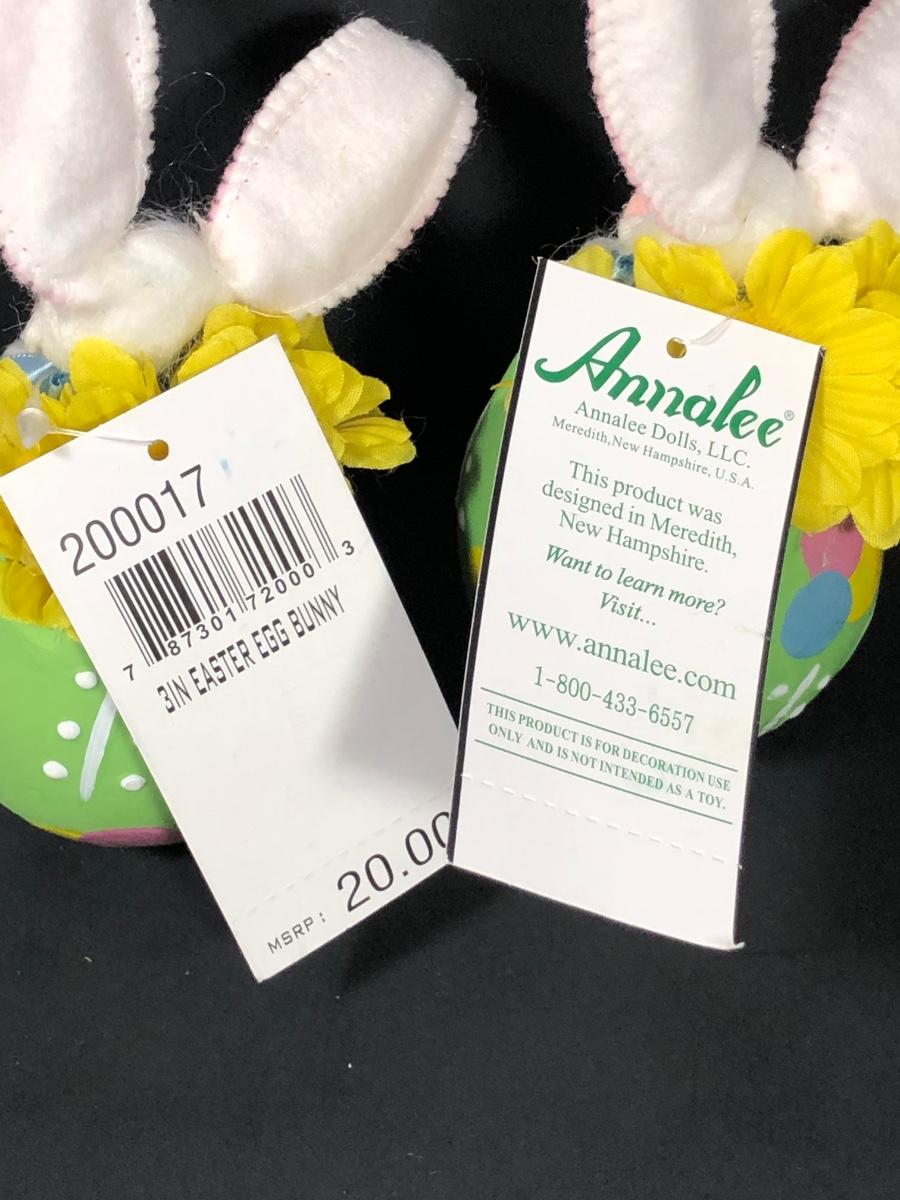 200017
7 87301 72000 3
3IN EASTER EGG BUNNY
MSRP: 20.00
Annalee®
Annalee Dolls, LLC.
Meredith, New Hampshire, U.S.A.
This product was
designed in Meredith,
New Hampshire.
Want to learn more?
Visit...
www.annalee.com
1-800-433-6557
THIS PRODUCT IS FOR DECORATION USE
ONLY AND IS NOT INTENDED AS A TOY.